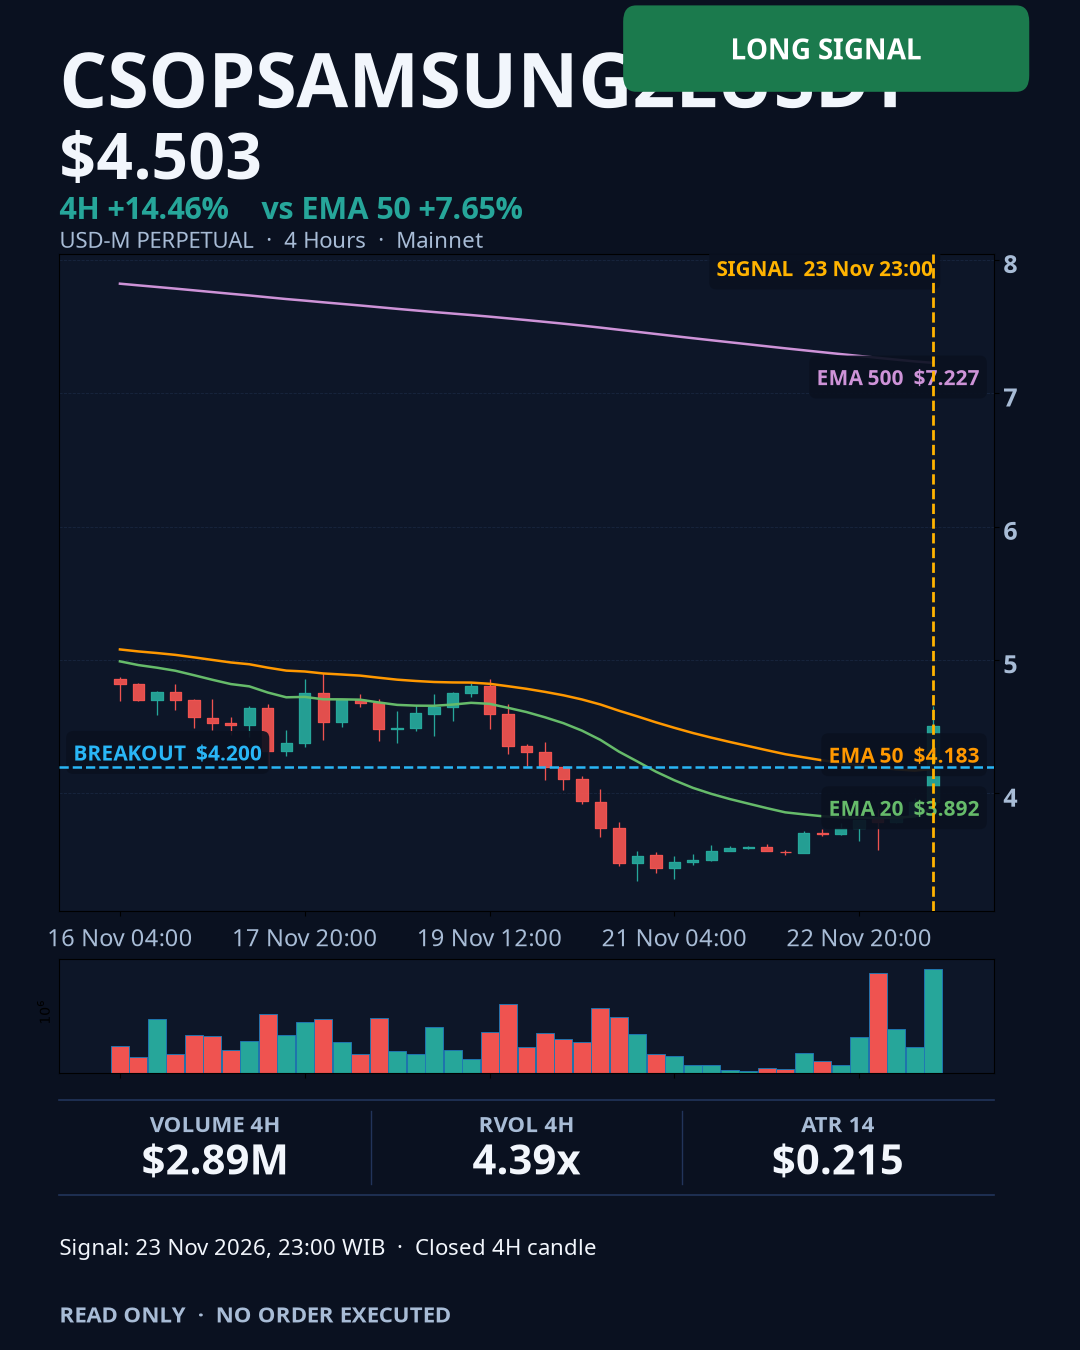 LONG SIGNAL
CSOPSAMSUNG2LUSDT
$4.503
4H +14.46% vs EMA 50 +7.65%
USD-M PERPETUAL · 4 Hours · Mainnet
SIGNAL 23 Nov 23:00
8
EMA 500 $7.227
7
6
5
BREAKOUT $4.200
EMA 50 $4.183
4
EMA 20 $3.892
16 Nov 04:00 17 Nov 20:00 19 Nov 12:00 21 Nov 04:00 22 Nov 20:00
10⁶
VOLUME 4H RVOL 4H ATR 14
$2.89M 4.39x $0.215
Signal: 23 Nov 2026, 23:00 WIB · Closed 4H candle
READ ONLY · NO ORDER EXECUTED